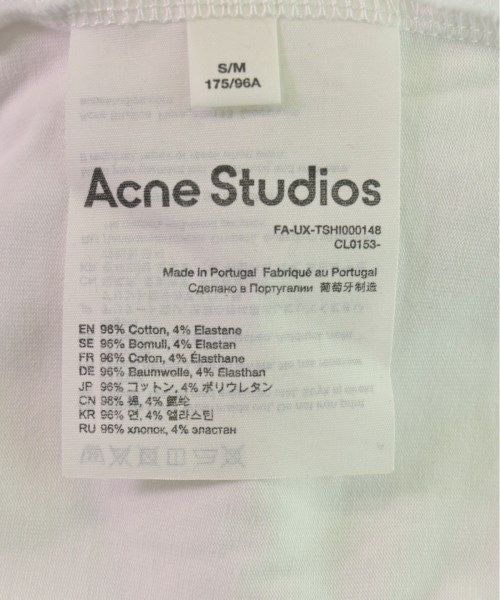 S/M
175/96A
Acne Studios
FA-UX-TSHI000148
CL0153-
Made in Portugal Fabriqué au Portugal
Сделано в Португалии 葡萄牙制造
EN 96% Cotton, 4% Elastane
SE 96% Bomull, 4% Elastan
FR 96% Coton, 4% Élasthane
DE 96% Baumwolle, 4% Elasthan
JP 96% コットン, 4% ポリウレタン
CN 96% 棉, 4% 氨纶
KR 96% 면, 4% 엘라스틴
RU 96% хлопок, 4% эластан